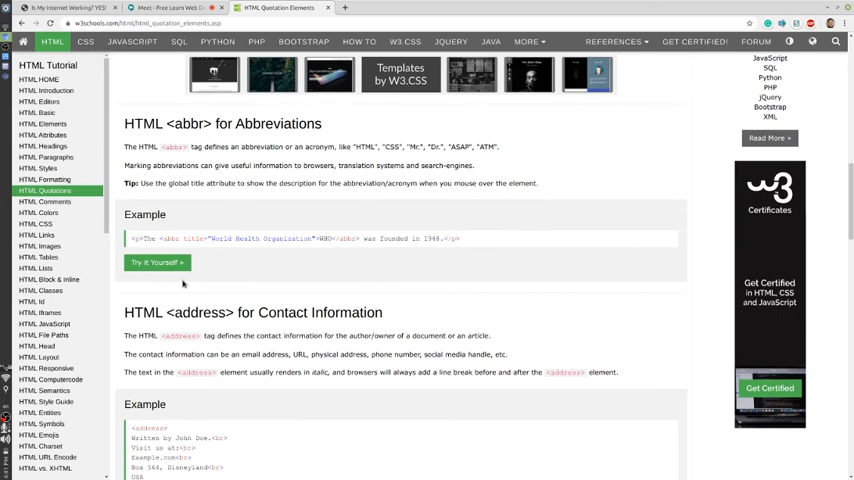 Is My Internet Working? YES!
Meet - Free Learn Web De
HTML Quotation Elements
w3schools.com/html/html_quotation_elements.asp
HTML CSS JAVASCRIPT SQL PYTHON PHP BOOTSTRAP HOW TO W3.CSS JQUERY JAVA MORE REFERENCES GET CERTIFIED! FORUM
HTML Tutorial
HTML HOME
HTML Introduction
HTML Editors
HTML Basic
HTML Elements
HTML Attributes
HTML Headings
HTML Paragraphs
HTML Styles
HTML Formatting
HTML Quotations
HTML Comments
HTML Colors
HTML CSS
HTML Links
HTML Images
HTML Tables
HTML Lists
HTML Block & Inline
HTML Classes
HTML Id
HTML Iframes
HTML JavaScript
HTML File Paths
HTML Head
HTML Layout
HTML Responsive
HTML Computercode
HTML Semantics
HTML Style Guide
HTML Entities
HTML Symbols
HTML Emojis
HTML Charset
HTML URL Encode
HTML vs. XHTML
Templates
by W3.CSS
HTML <abbr> for Abbreviations
The HTML <abbr> tag defines an abbreviation or an acronym, like "HTML", "CSS", "Mr.", "Dr.", "ASAP", "ATM".
Marking abbreviations can give useful information to browsers, translation systems and search-engines.
Tip: Use the global title attribute to show the description for the abbreviation/acronym when you mouse over the element.
Example
<p>The <abbr title="World Health Organization">WHO</abbr> was founded in 1948.</p>
Try it Yourself »
HTML <address> for Contact Information
The HTML <address> tag defines the contact information for the author/owner of a document or an article.
The contact information can be an email address, URL, physical address, phone number, social media handle, etc.
The text in the <address> element usually renders in italic, and browsers will always add a line break before and after the <address> element.
Example
<address>
Written by John Doe.<br>
Visit us at:<br>
Example.com<br>
Box 564, Disneyland<br>
USA
JavaScript
SQL
Python
PHP
jQuery
Bootstrap
XML
Read More »
w3
Certificates
Get Certified
in HTML, CSS
and JavaScript
Get Certified
4:41 PM